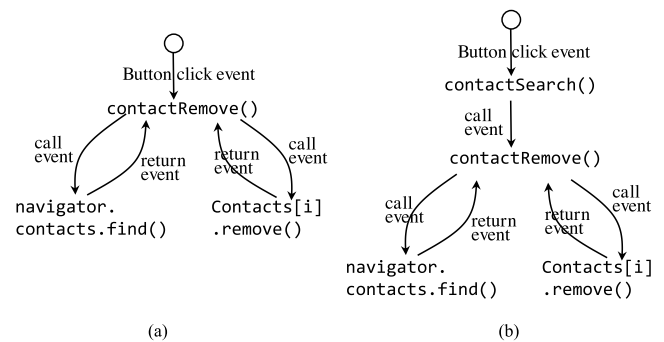 Button click event
contactRemove()
call
event
return
event
return
event
call
event
navigator.
contacts.find()
Contacts[i]
.remove()
(a)
Button click event
contactSearch()
call
event
contactRemove()
call
event
return
event
return
event
call
event
navigator.
contacts.find()
Contacts[i]
.remove()
(b)